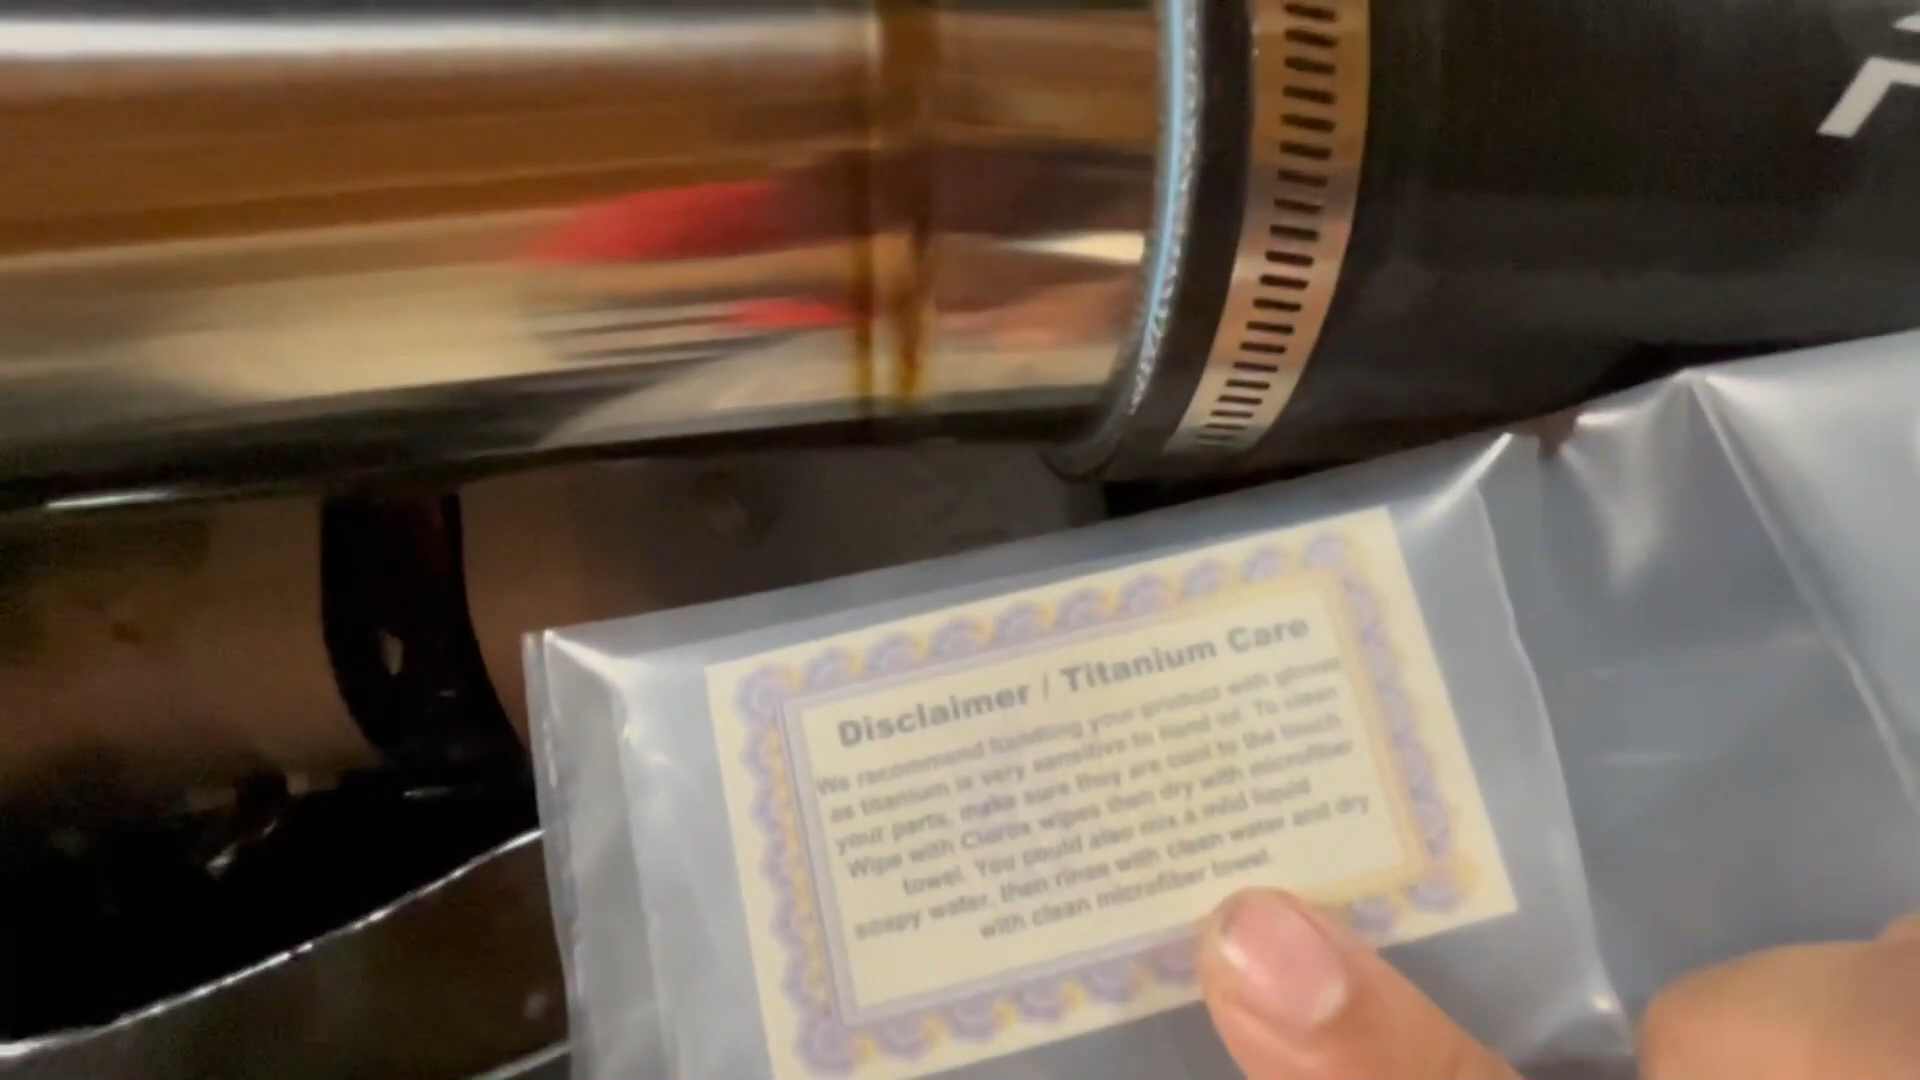 Disclaimer / Titanium Care
We recommend handling your product with gloves
as titanium is very sensitive to hand oil. To clean
your parts, make sure they are cool to the touch.
Wipe with Clorox wipes then dry with microfiber
towel. You could also mix a mild liquid
soapy water, then rinse with clean water and dry
with clean microfiber towel.